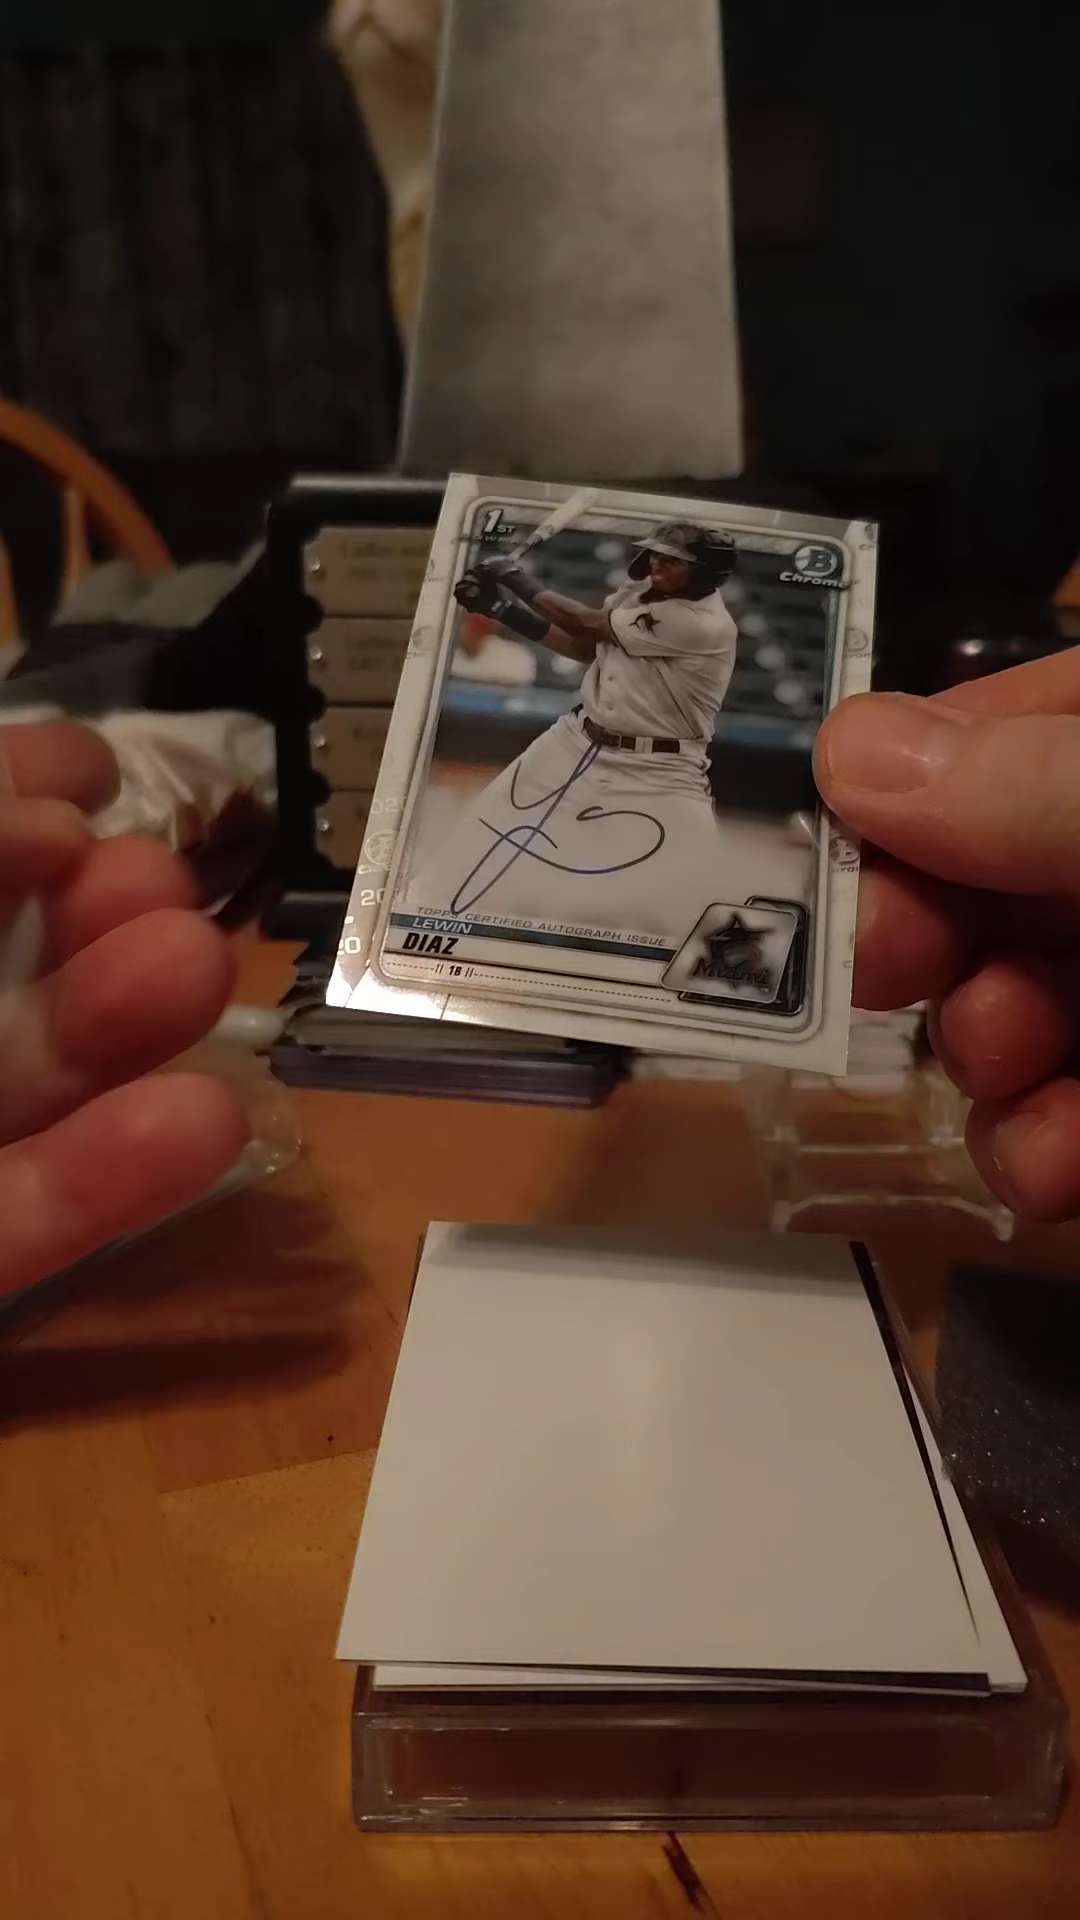 1ST
B
Chrome
TOPPS CERTIFIED AUTOGRAPH ISSUE
LEWIN
DIAZ
// 1B //
Miami